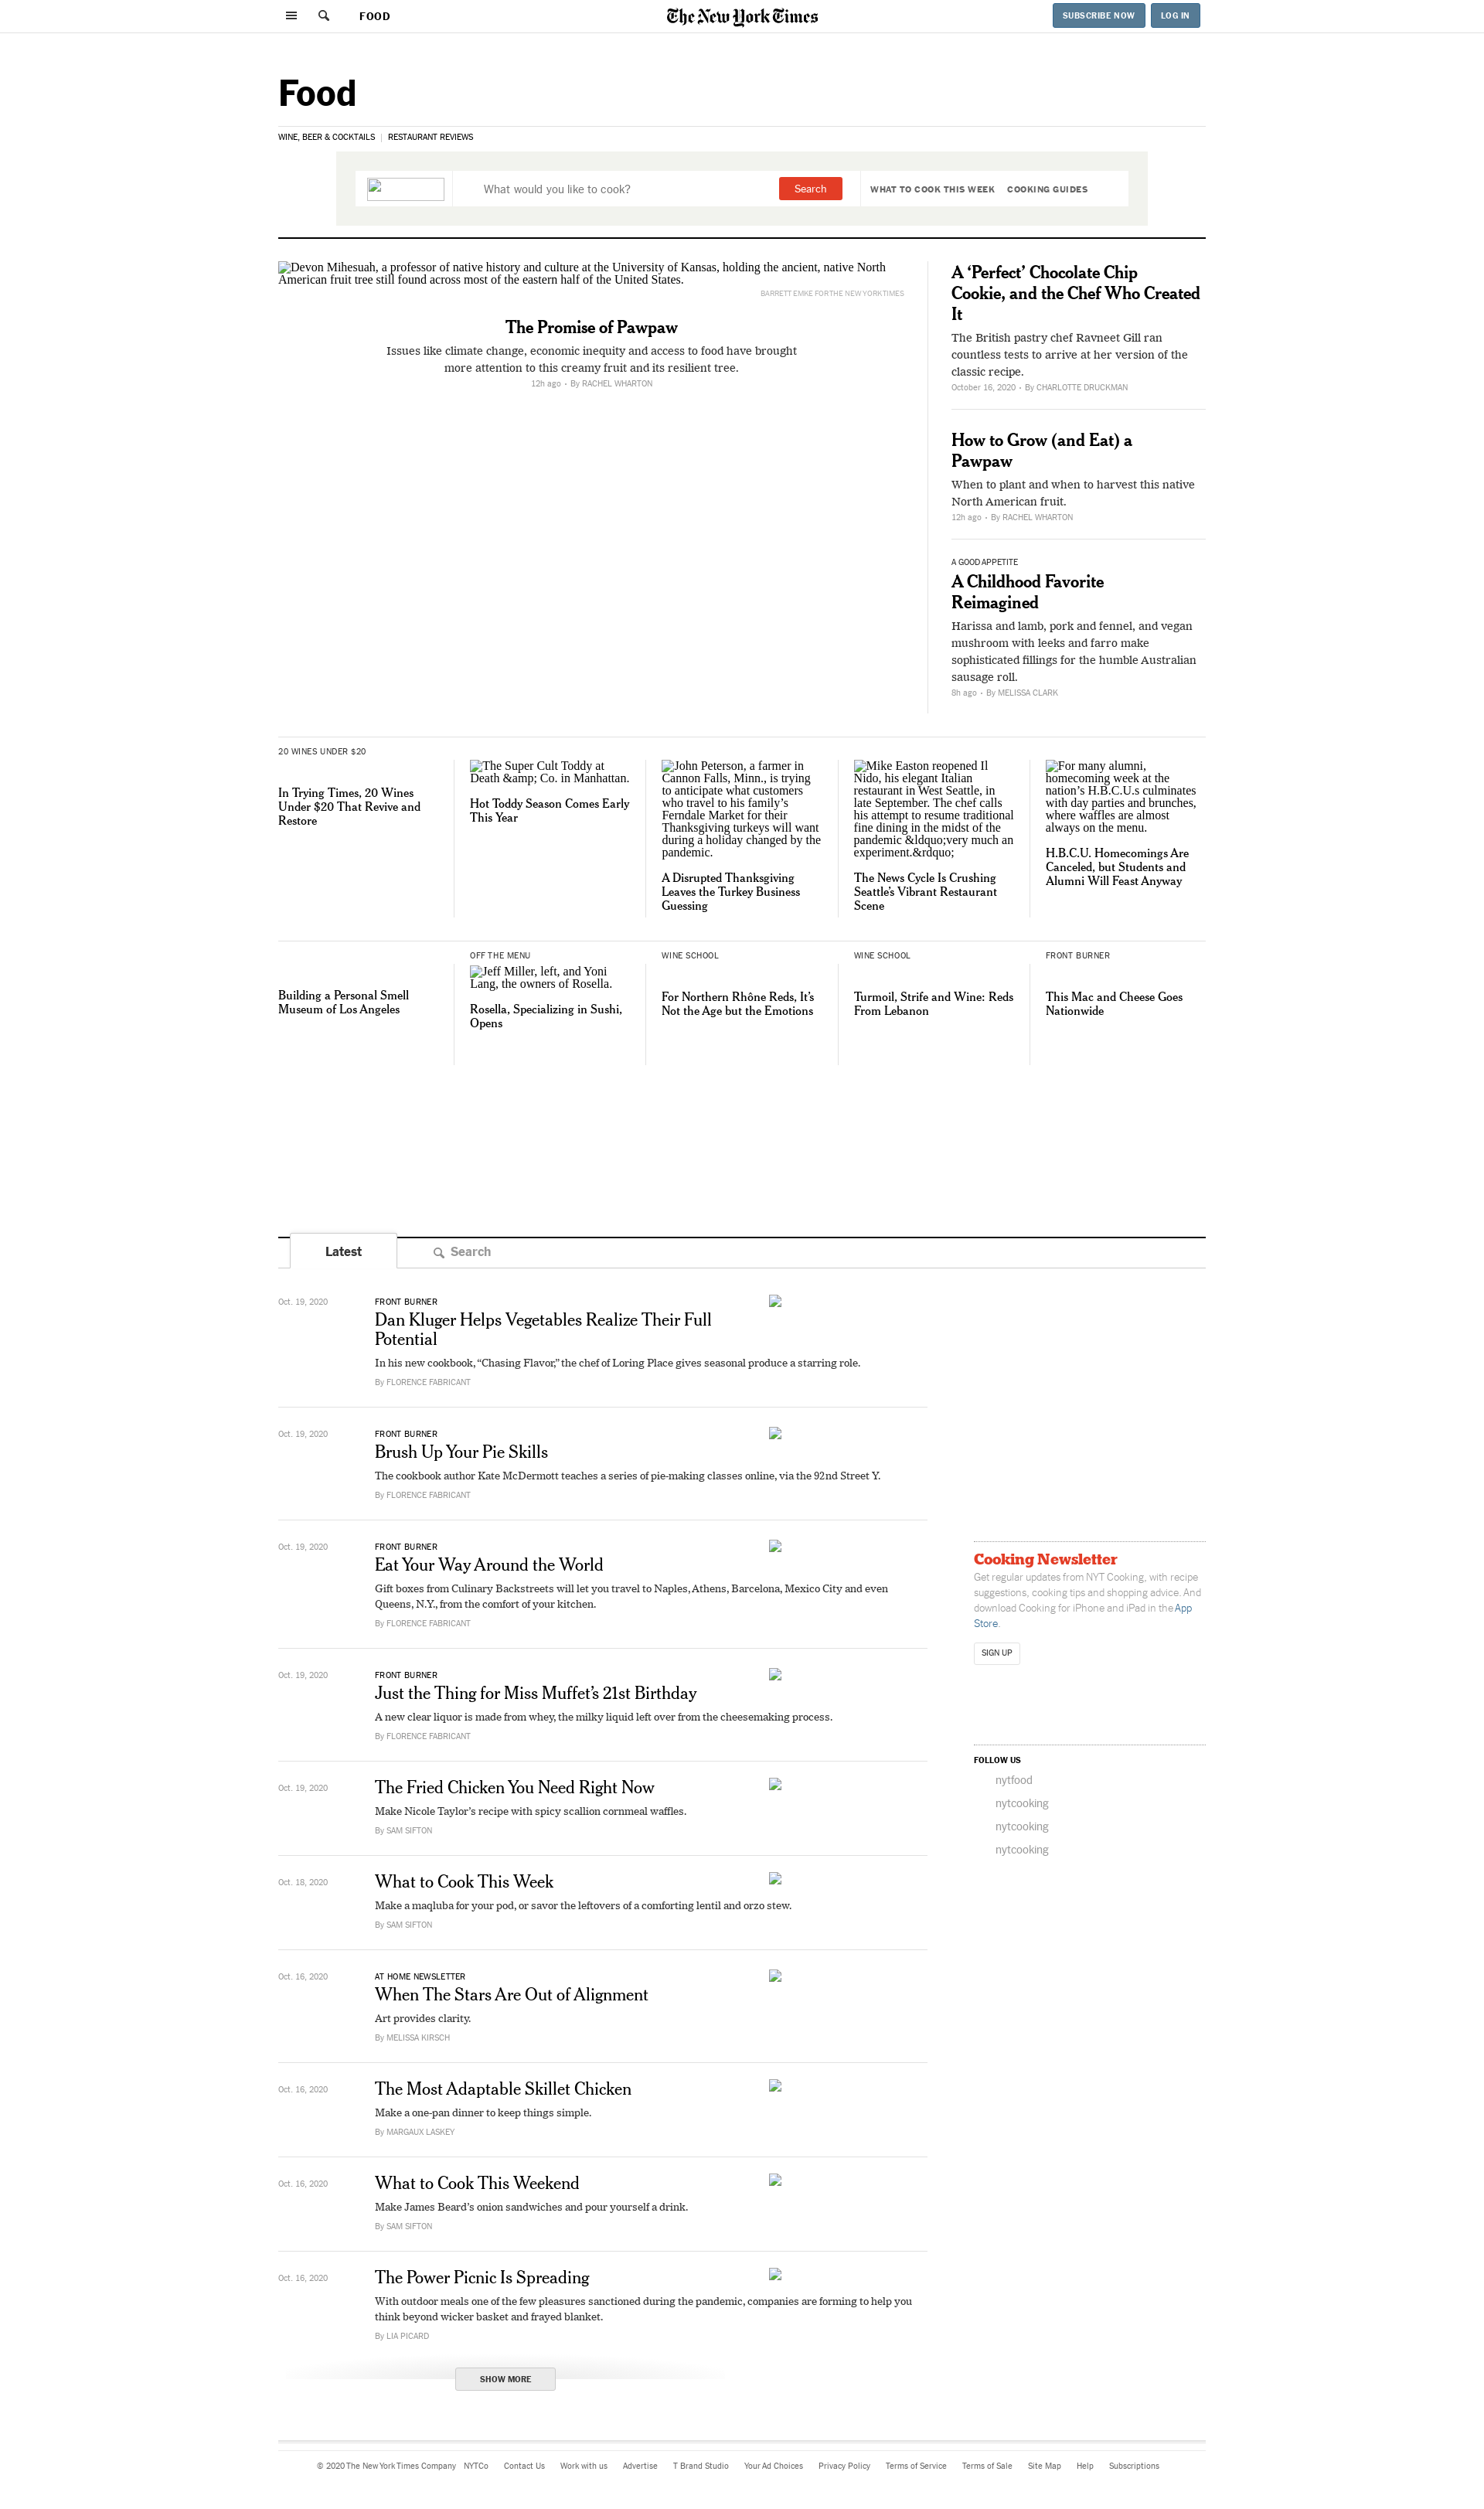 FOOD
The New York Times
SUBSCRIBE NOW
LOG IN
Food
WINE, BEER & COCKTAILS
RESTAURANT REVIEWS
What would you like to cook?
Search
WHAT TO COOK THIS WEEK
COOKING GUIDES
Devon Mihesuah, a professor of native history and culture at the University of Kansas, holding the ancient, native North
American fruit tree still found across most of the eastern half of the United States.
BARRETT EMKE FOR THE NEW YORK TIMES
The Promise of Pawpaw
Issues like climate change, economic inequity and access to food have brought
more attention to this creamy fruit and its resilient tree.
12h ago • By RACHEL WHARTON
A ‘Perfect’ Chocolate Chip
Cookie, and the Chef Who Created
It
The British pastry chef Ravneet Gill ran
countless tests to arrive at her version of the
classic recipe.
October 16, 2020 • By CHARLOTTE DRUCKMAN
How to Grow (and Eat) a
Pawpaw
When to plant and when to harvest this native
North American fruit.
12h ago • By RACHEL WHARTON
A GOOD APPETITE
A Childhood Favorite
Reimagined
Harissa and lamb, pork and fennel, and vegan
mushroom with leeks and farro make
sophisticated fillings for the humble Australian
sausage roll.
8h ago • By MELISSA CLARK
20 WINES UNDER $20
In Trying Times, 20 Wines
Under $20 That Revive and
Restore
The Super Cult Toddy at
Death &amp; Co. in Manhattan.
Hot Toddy Season Comes Early
This Year
John Peterson, a farmer in
Cannon Falls, Minn., is trying
to anticipate what customers
who travel to his family’s
Ferndale Market for their
Thanksgiving turkeys will want
during a holiday changed by the
pandemic.
A Disrupted Thanksgiving
Leaves the Turkey Business
Guessing
Mike Easton reopened Il
Nido, his elegant Italian
restaurant in West Seattle, in
late September. The chef calls
his attempt to resume traditional
fine dining in the midst of the
pandemic &ldquo;very much an
experiment.&rdquo;
The News Cycle Is Crushing
Seattle’s Vibrant Restaurant
Scene
For many alumni,
homecoming week at the
nation’s H.B.C.U.s culminates
with day parties and brunches,
where waffles are almost
always on the menu.
H.B.C.U. Homecomings Are
Canceled, but Students and
Alumni Will Feast Anyway
Building a Personal Smell
Museum of Los Angeles
OFF THE MENU
Jeff Miller, left, and Yoni
Lang, the owners of Rosella.
Rosella, Specializing in Sushi,
Opens
WINE SCHOOL
For Northern Rhône Reds, It’s
Not the Age but the Emotions
WINE SCHOOL
Turmoil, Strife and Wine: Reds
From Lebanon
FRONT BURNER
This Mac and Cheese Goes
Nationwide
Latest
Search
Oct. 19, 2020
FRONT BURNER
Dan Kluger Helps Vegetables Realize Their Full
Potential
In his new cookbook, “Chasing Flavor,” the chef of Loring Place gives seasonal produce a starring role.
By FLORENCE FABRICANT
Oct. 19, 2020
FRONT BURNER
Brush Up Your Pie Skills
The cookbook author Kate McDermott teaches a series of pie-making classes online, via the 92nd Street Y.
By FLORENCE FABRICANT
Oct. 19, 2020
FRONT BURNER
Eat Your Way Around the World
Gift boxes from Culinary Backstreets will let you travel to Naples, Athens, Barcelona, Mexico City and even
Queens, N.Y., from the comfort of your kitchen.
By FLORENCE FABRICANT
Oct. 19, 2020
FRONT BURNER
Just the Thing for Miss Muffet’s 21st Birthday
A new clear liquor is made from whey, the milky liquid left over from the cheesemaking process.
By FLORENCE FABRICANT
Oct. 19, 2020
The Fried Chicken You Need Right Now
Make Nicole Taylor’s recipe with spicy scallion cornmeal waffles.
By SAM SIFTON
Oct. 18, 2020
What to Cook This Week
Make a maqluba for your pod, or savor the leftovers of a comforting lentil and orzo stew.
By SAM SIFTON
Oct. 16, 2020
AT HOME NEWSLETTER
When The Stars Are Out of Alignment
Art provides clarity.
By MELISSA KIRSCH
Oct. 16, 2020
The Most Adaptable Skillet Chicken
Make a one-pan dinner to keep things simple.
By MARGAUX LASKEY
Oct. 16, 2020
What to Cook This Weekend
Make James Beard’s onion sandwiches and pour yourself a drink.
By SAM SIFTON
Oct. 16, 2020
The Power Picnic Is Spreading
With outdoor meals one of the few pleasures sanctioned during the pandemic, companies are forming to help you
think beyond wicker basket and frayed blanket.
By LIA PICARD
SHOW MORE
Cooking Newsletter
Get regular updates from NYT Cooking, with recipe
suggestions, cooking tips and shopping advice. And
download Cooking for iPhone and iPad in the App
Store.
SIGN UP
FOLLOW US
nytfood
nytcooking
nytcooking
nytcooking
© 2020 The New York Times Company NYTCo Contact Us Work with us Advertise T Brand Studio Your Ad Choices Privacy Policy Terms of Service Terms of Sale Site Map Help Subscriptions